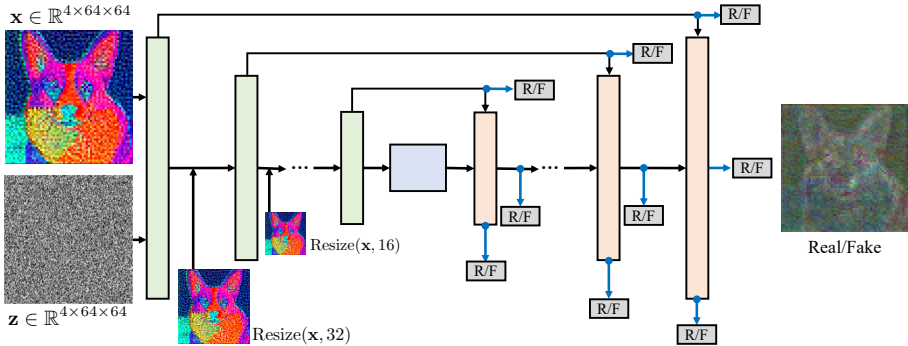 x ∈ ℝ^{4×64×64}
R/F
R/F
R/F
R/F
R/F
R/F
Resize(x, 16)
Real/Fake
R/F
R/F
z ∈ ℝ^{4×64×64}
Resize(x, 32)
R/F